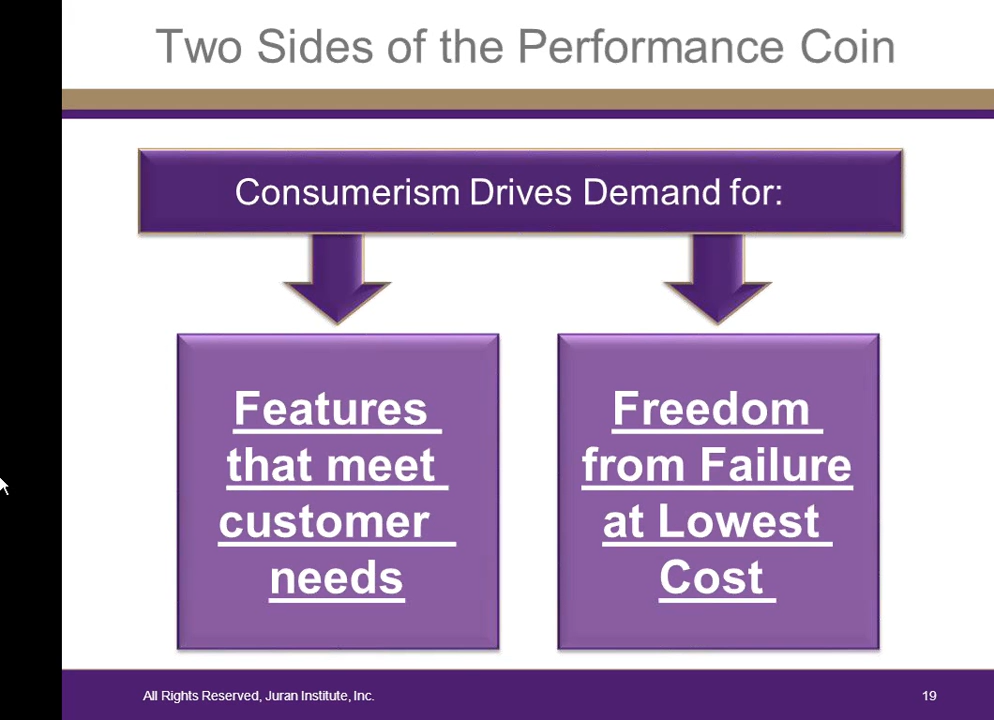 Two Sides of the Performance Coin
Consumerism Drives Demand for:
Features
that meet
customer
needs
Freedom
from Failure
at Lowest
Cost
All Rights Reserved, Juran Institute, Inc.
19